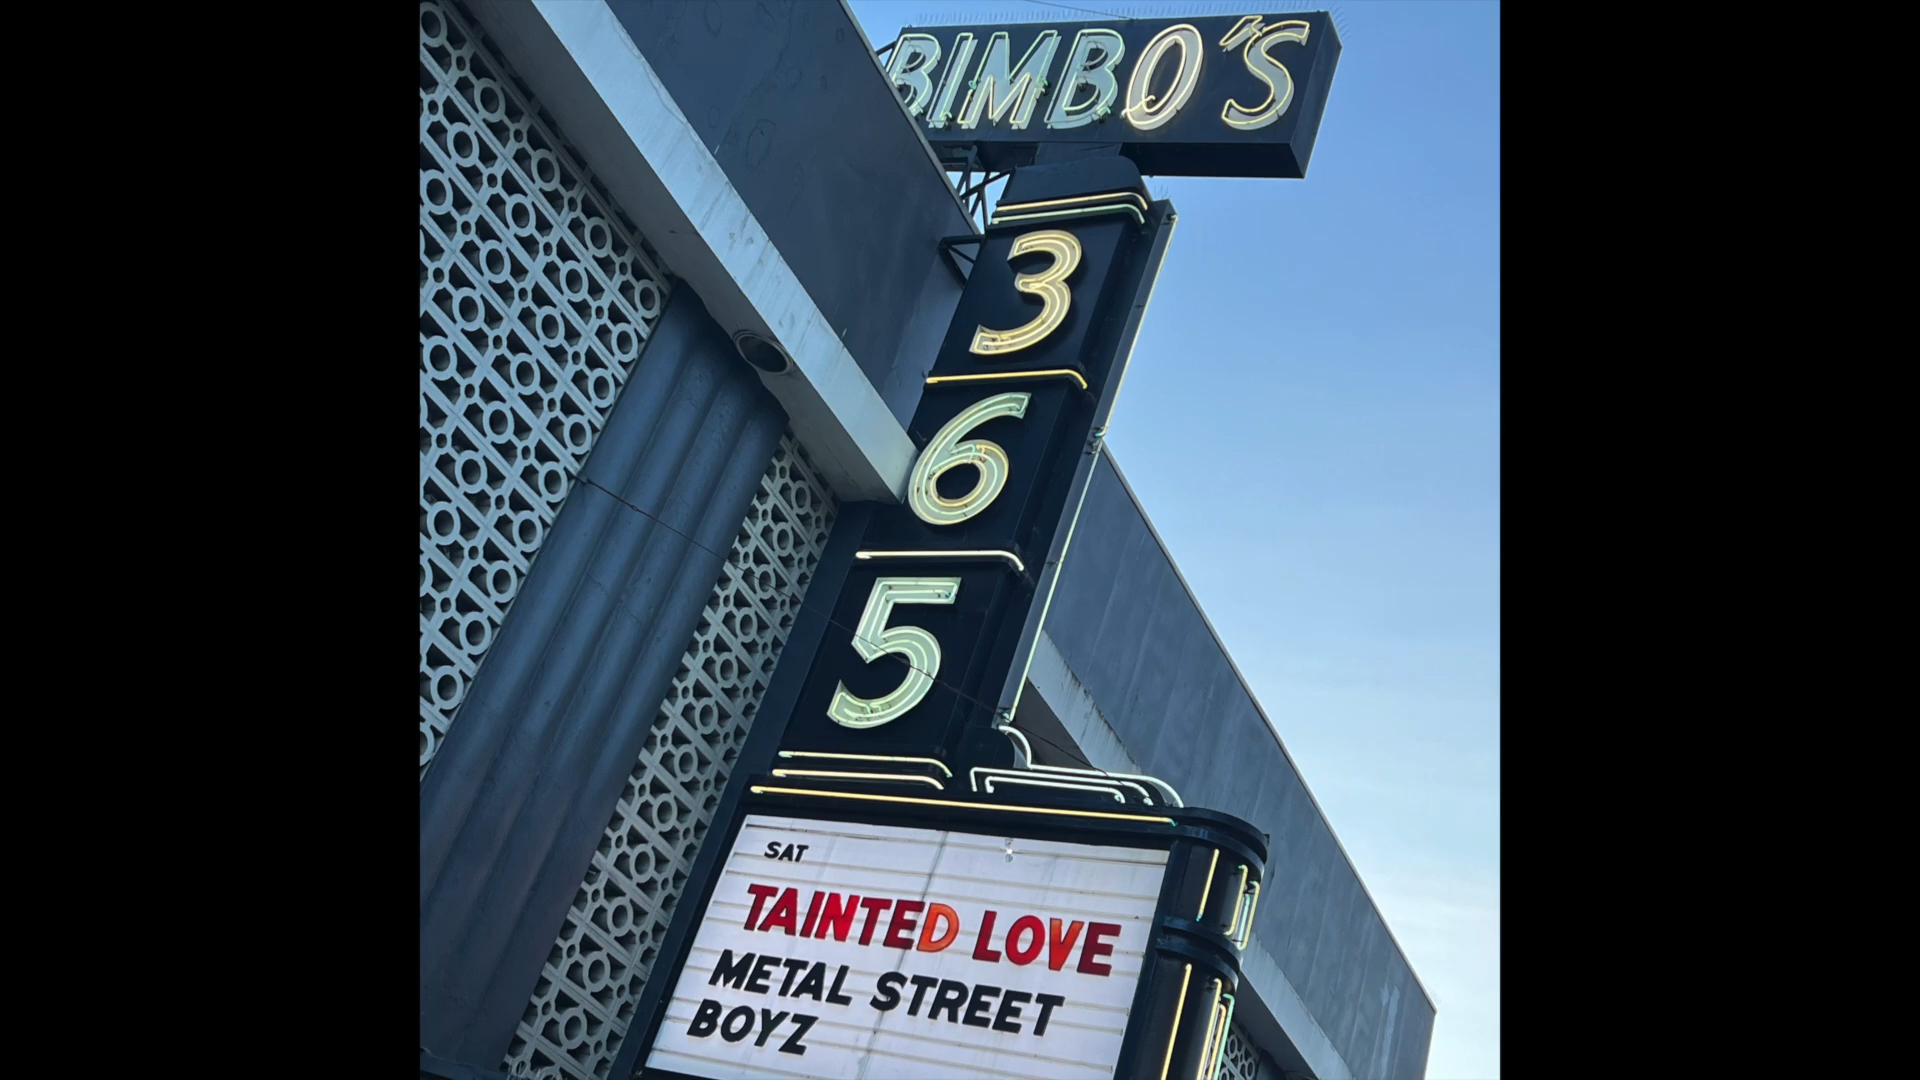 BIMBO'S
3
6
5
SAT
TAINTED LOVE
METAL STREET
BOYZ